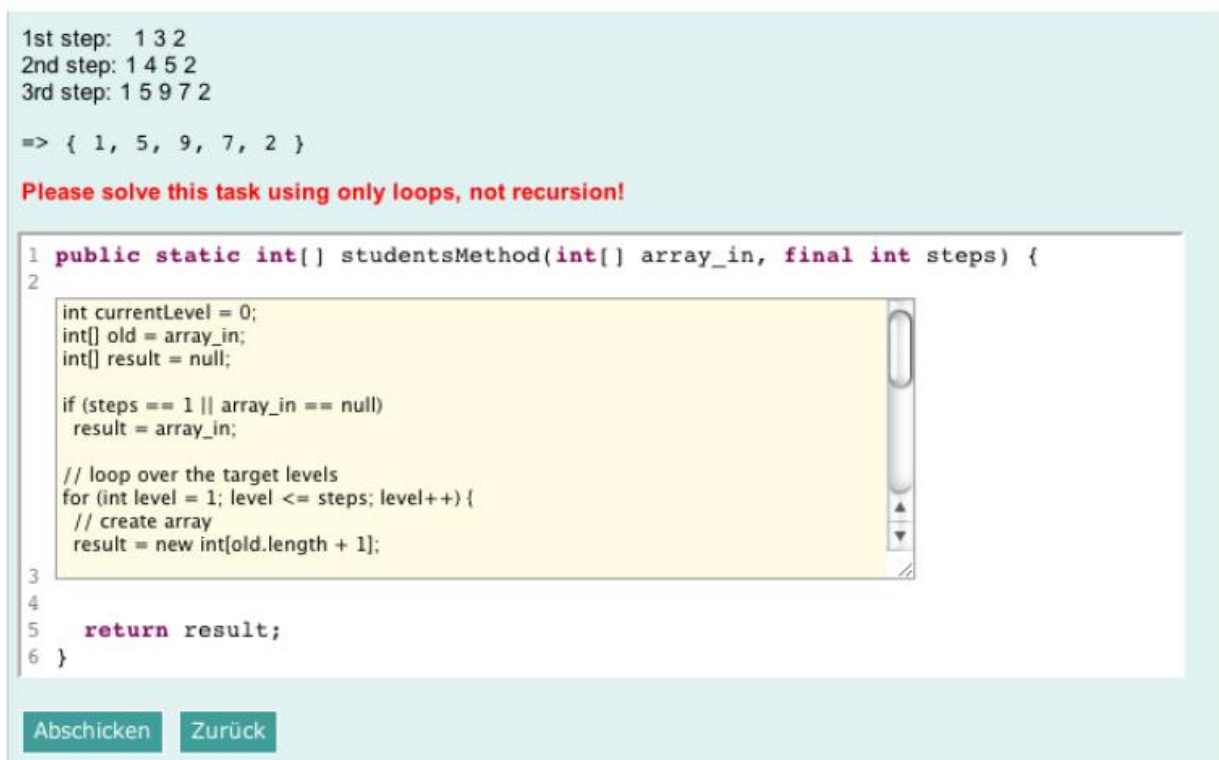 1st step: 1 3 2
2nd step: 1 4 5 2
3rd step: 1 5 9 7 2
=> { 1, 5, 9, 7, 2 }
Please solve this task using only loops, not recursion!
1 public static int[] studentsMethod(int[] array_in, final int steps) {
2
int currentLevel = 0;
int[] old = array_in;
int[] result = null;
if (steps == 1 || array_in == null)
result = array_in;
// loop over the target levels
for (int level = 1; level <= steps; level++) {
// create array
result = new int[old.length + 1];
3
4
5 return result;
6 }
Abschicken Zurück